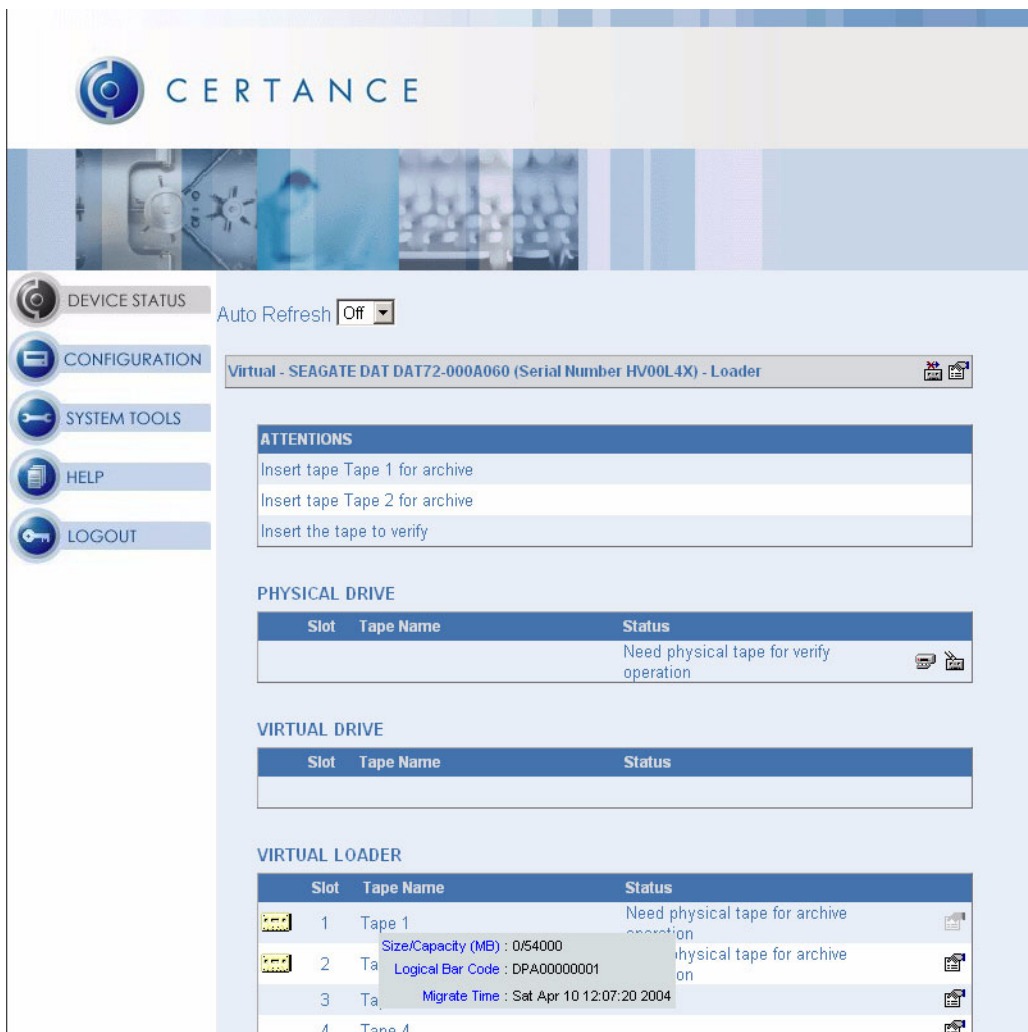 CERTANCE
DEVICE STATUS
CONFIGURATION
SYSTEM TOOLS
HELP
LOGOUT
Auto Refresh Off
Virtual - SEAGATE DAT DAT72-000A060 (Serial Number HV00L4X) - Loader
ATTENTIONS
Insert tape Tape 1 for archive
Insert tape Tape 2 for archive
Insert the tape to verify
PHYSICAL DRIVE
Slot Tape Name Status
Need physical tape for verify
operation
VIRTUAL DRIVE
Slot Tape Name Status
VIRTUAL LOADER
Slot Tape Name Status
1 Tape 1 Need physical tape for archive
Size/Capacity (MB) : 0/54000
Logical Bar Code : DPA00000001
Migrate Time : Sat Apr 10 12:07:20 2004
2 physical tape for archive
3
4 Tape 4